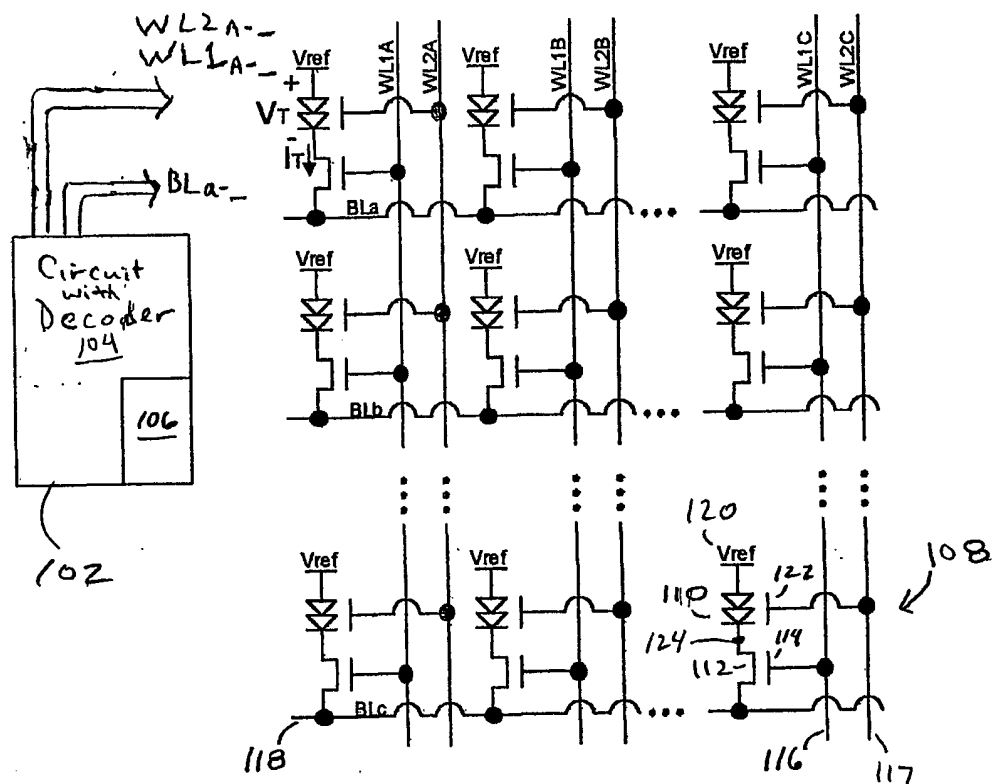 WL2A-_
WL1A-_
BLa-_
Circuit
with
Decoder
104
106
102
Vref
WL1A
WL2A
Vref
WL1B
WL2B
Vref
WL1C
WL2C
+
VT
-
iT
BLa
Vref
Vref
Vref
BLb
Vref
Vref
120
Vref
108
110
122
124
112
114
BLc
118
116
117